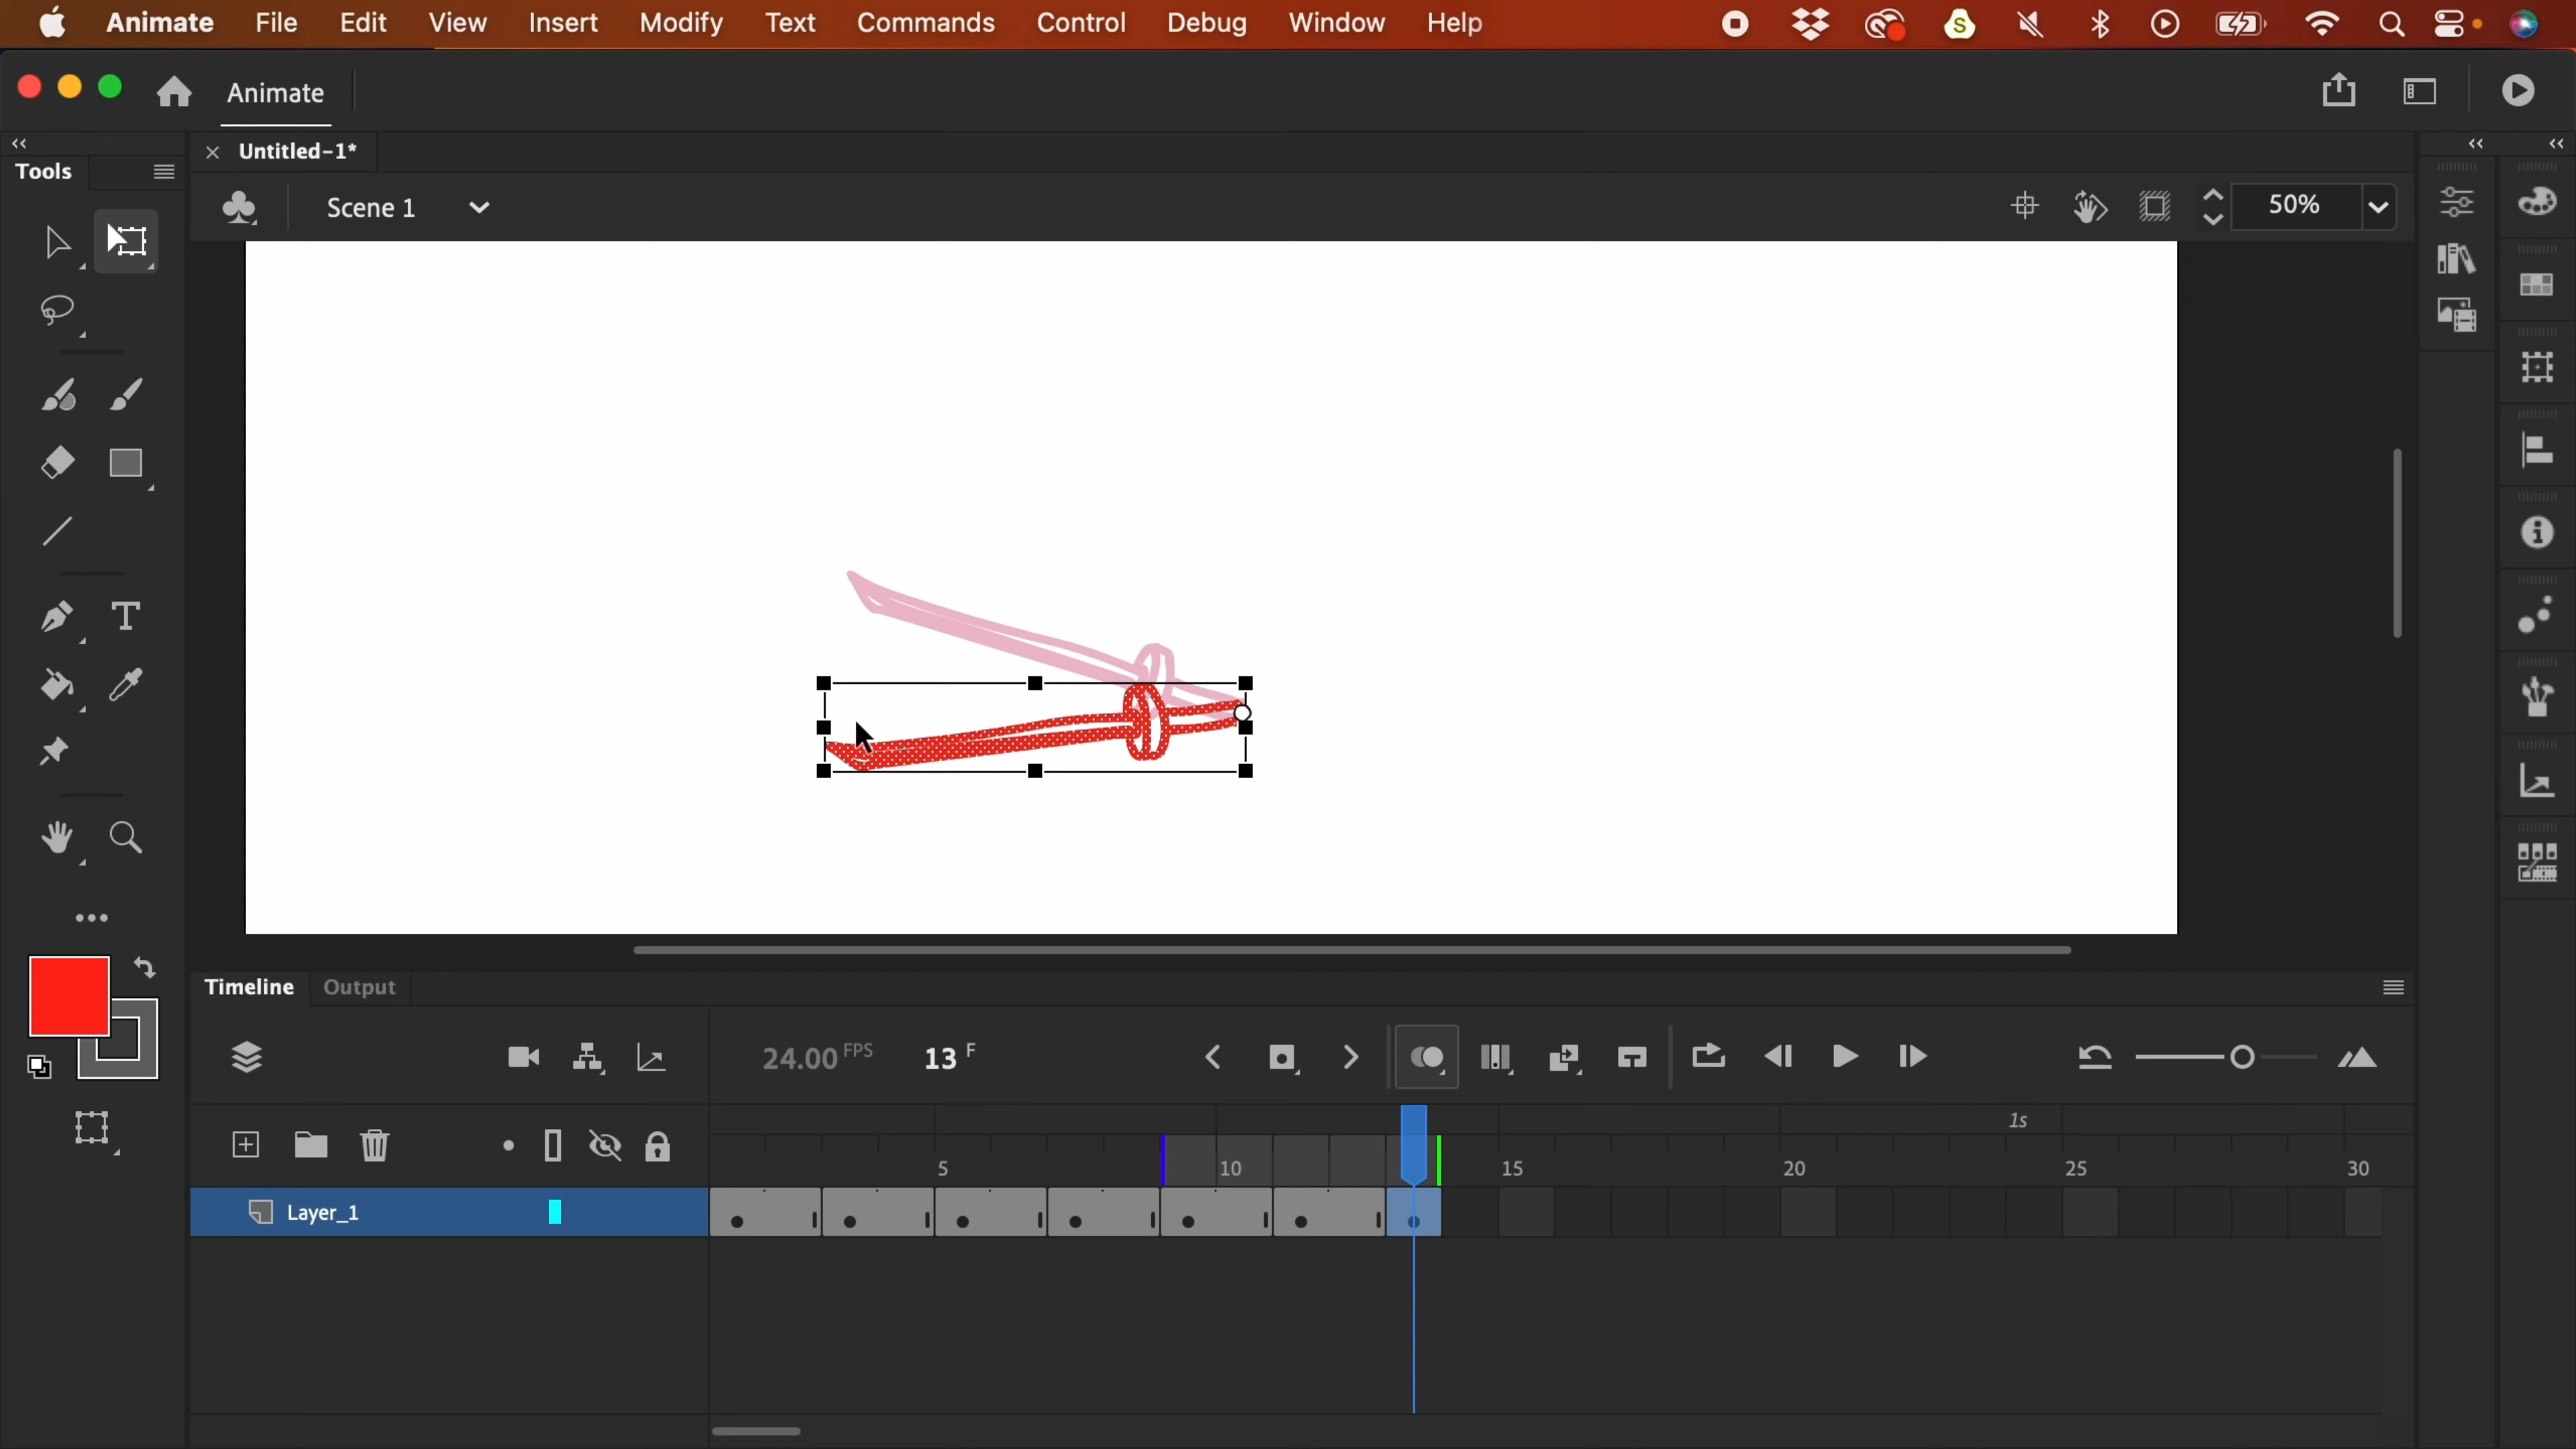 Animate File Edit View Insert Modify Text Commands Control Debug Window Help
Animate
Tools
Untitled-1*
Scene 1
50%
T
Timeline Output
24.00 FPS 13 F
1s
5 10 15 20 25 30
Layer_1